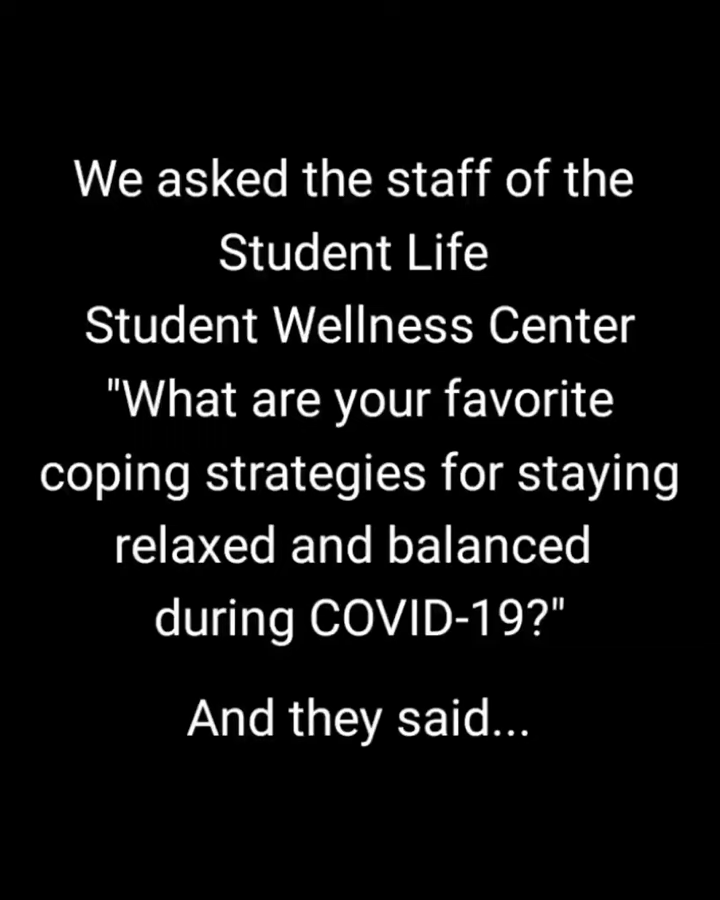 We asked the staff of the
Student Life
Student Wellness Center
"What are your favorite
coping strategies for staying
relaxed and balanced
during COVID-19?"
And they said...